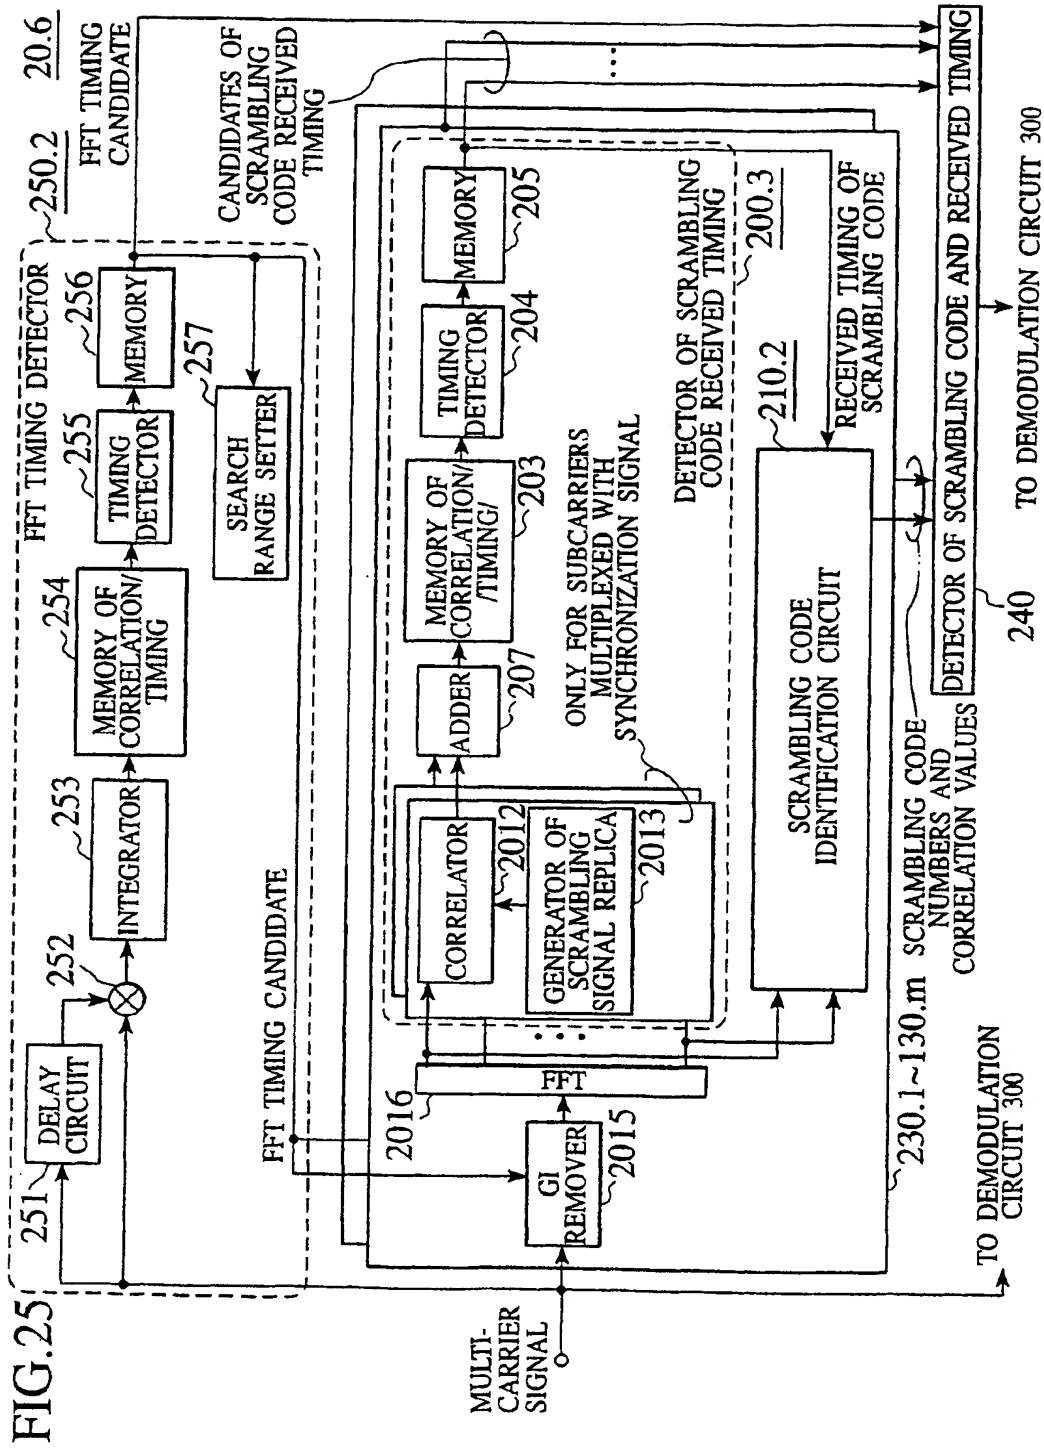 FIG.25
20.6
250.2
FFT TIMING DETECTOR
251
DELAY
CIRCUIT
252
253
INTEGRATOR
254
MEMORY OF
CORRELATION/
TIMING
255
TIMING
DETECTOR
256
MEMORY
257
SEARCH
RANGE SETTER
FFT TIMING
CANDIDATE
FFT TIMING CANDIDATE
CANDIDATES OF
SCRAMBLING
CODE RECEIVED
TIMING
MULTI-
CARRIER
SIGNAL
GI
REMOVER
2015
2016
FFT
CORRELATOR
2012
GENERATOR OF
SCRAMBLING
SIGNAL REPLICA
2013
ADDER
207
MEMORY OF
/CORRELATION/
/TIMING/
203
TIMING
DETECTOR
204
MEMORY
205
ONLY FOR SUBCARRIERS
MULTIPLEXED WITH
SYNCHRONIZATION SIGNAL
DETECTOR OF SCRAMBLING
CODE RECEIVED TIMING
200.3
210.2
SCRAMBLING CODE
IDENTIFICATION CIRCUIT
RECEIVED TIMING OF
SCRAMBLING CODE
230.1~130.m
SCRAMBLING CODE
NUMBERS AND
CORRELATION VALUES
DETECTOR OF SCRAMBLING CODE AND RECEIVED TIMING
240
TO DEMODULATION
CIRCUIT 300
TO DEMODULATION CIRCUIT 300